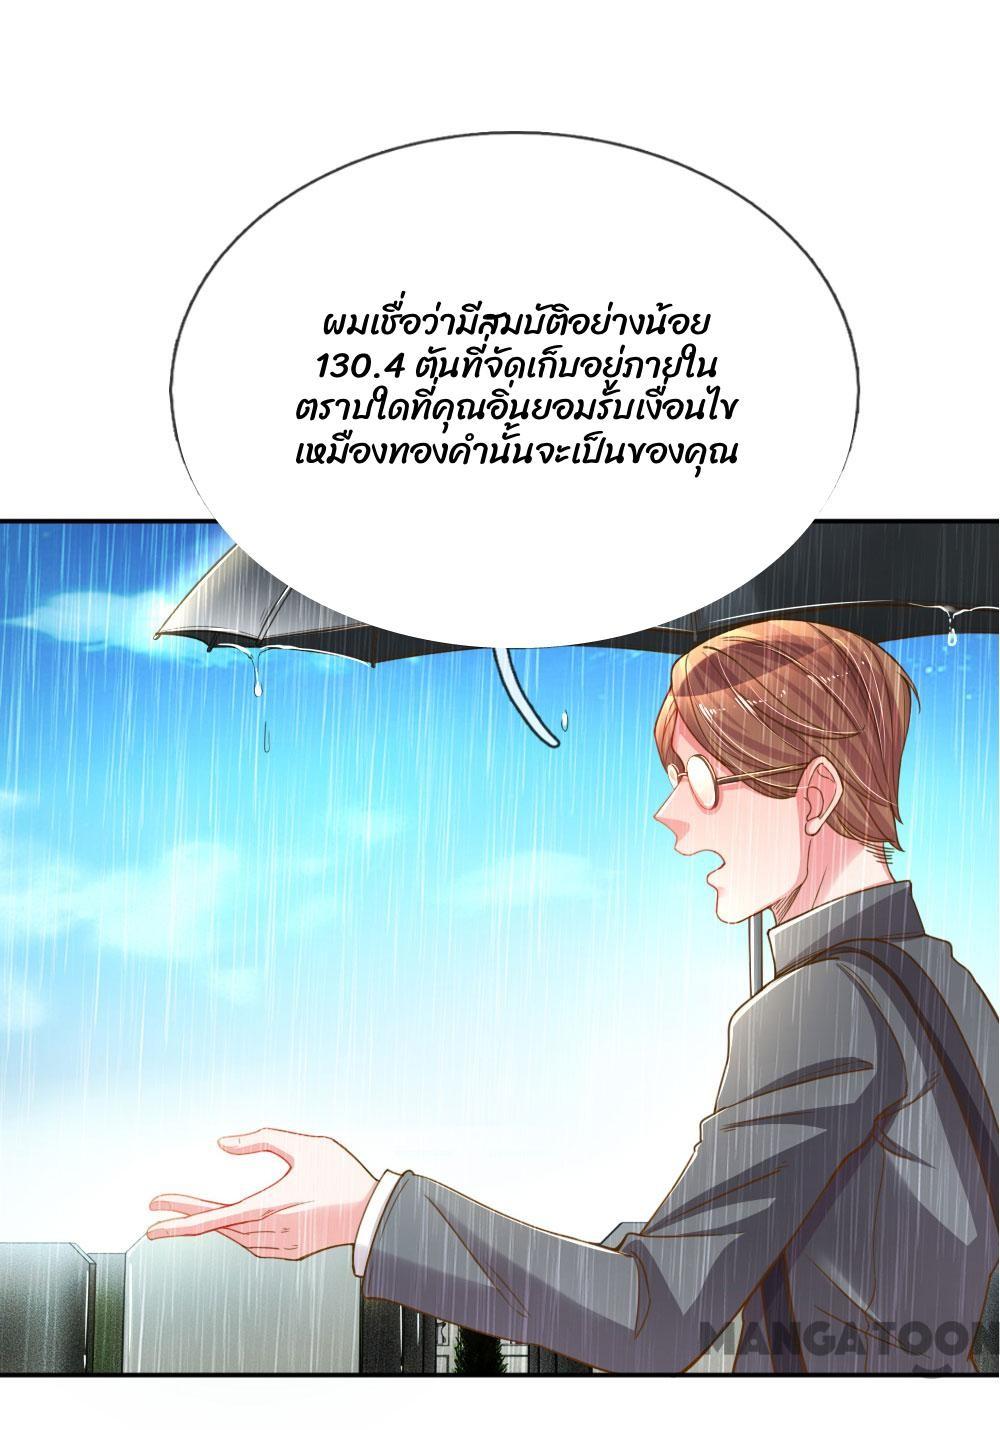 ผมเชื่อว่ามีสมบัติอย่างน้อย
130.4 ตันที่จัดเก็บอยู่ภายใน
ตราบใดที่คุณอิ่นยอมรับเงื่อนไข
เหมืองทองคำนั้นจะเป็นของคุณ
MANGATOON